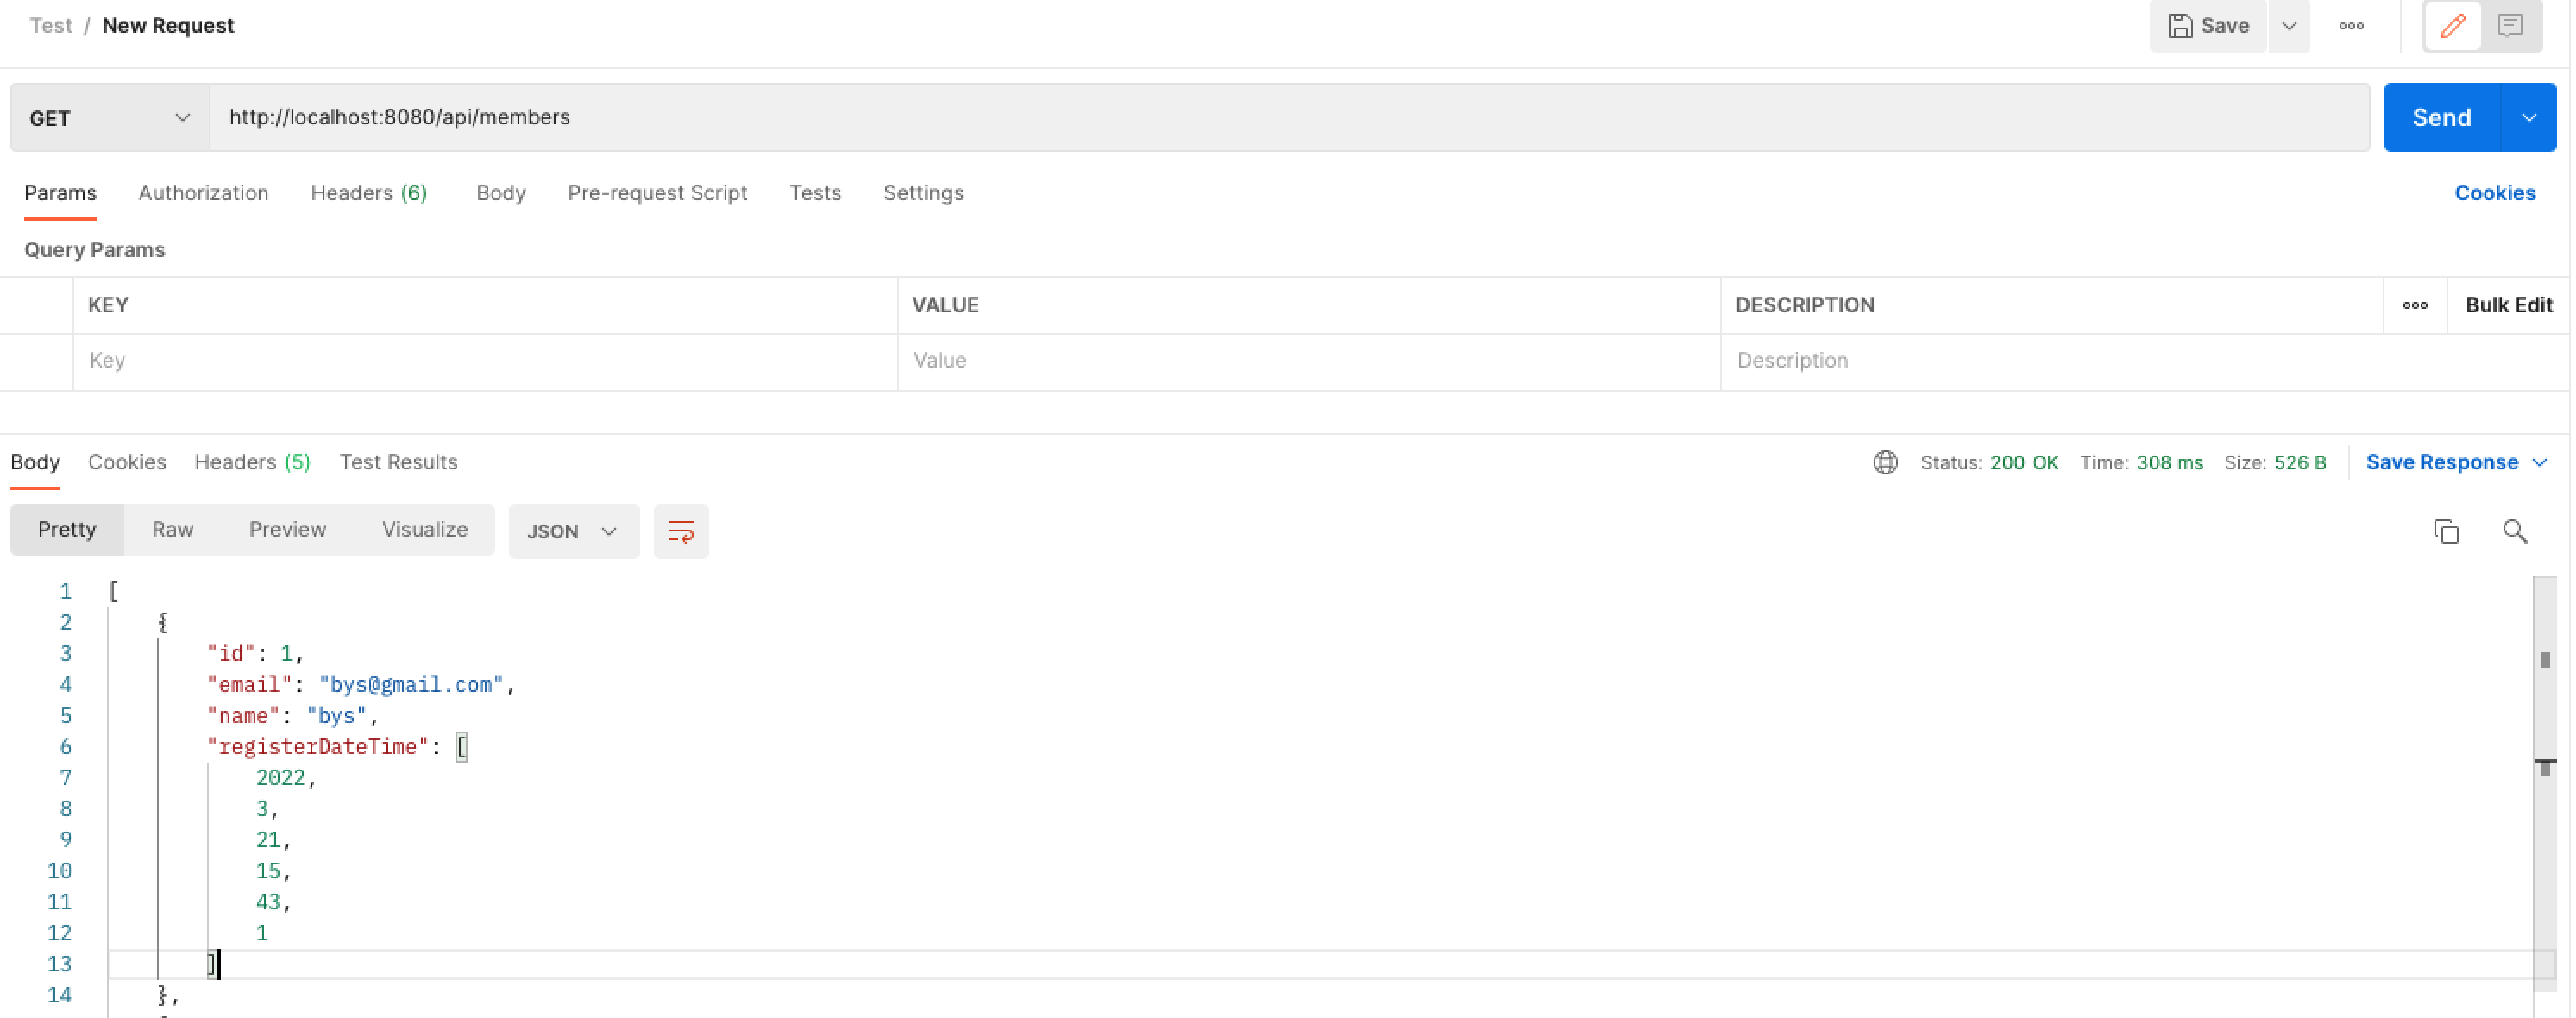 Test / New Request
Save
GET http://localhost:8080/api/members Send
Params Authorization Headers (6) Body Pre-request Script Tests Settings Cookies
Query Params
KEY VALUE DESCRIPTION Bulk Edit
Key Value Description
Body Cookies Headers (5) Test Results Status: 200 OK Time: 308 ms Size: 526 B Save Response
Pretty Raw Preview Visualize JSON
1 [
2 {
3 "id": 1,
4 "email": "bys@gmail.com",
5 "name": "bys",
6 "registerDateTime": [
7 2022,
8 3,
9 21,
10 15,
11 43,
12 1
13 ]
14 },